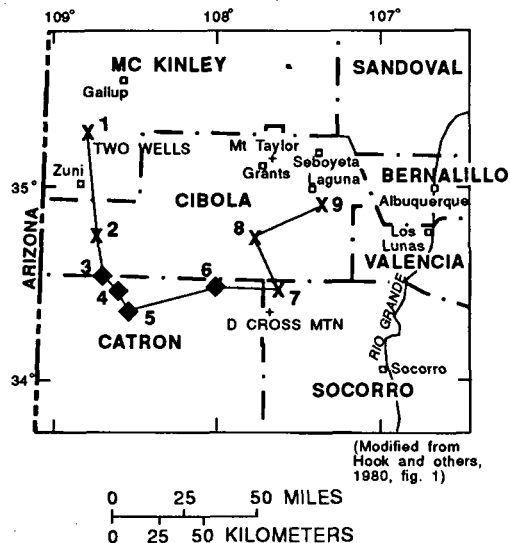 109° 108° 107°
MC KINLEY
SANDOVAL
Gallup
1
TWO WELLS
Mt Taylor
Zuni
Grants
Seboyeta
Laguna
35°
BERNALILLO
CIBOLA
9
Albuquerque
2
8
Los
Lunas
ARIZONA
VALENCIA
3
6
4
7
5
D CROSS MTN
CATRON
RIO GRANDE
34°
Socorro
SOCORRO
(Modified from
Hook and others,
1980, fig. 1)
0 25 50 MILES
0 25 50 KILOMETERS